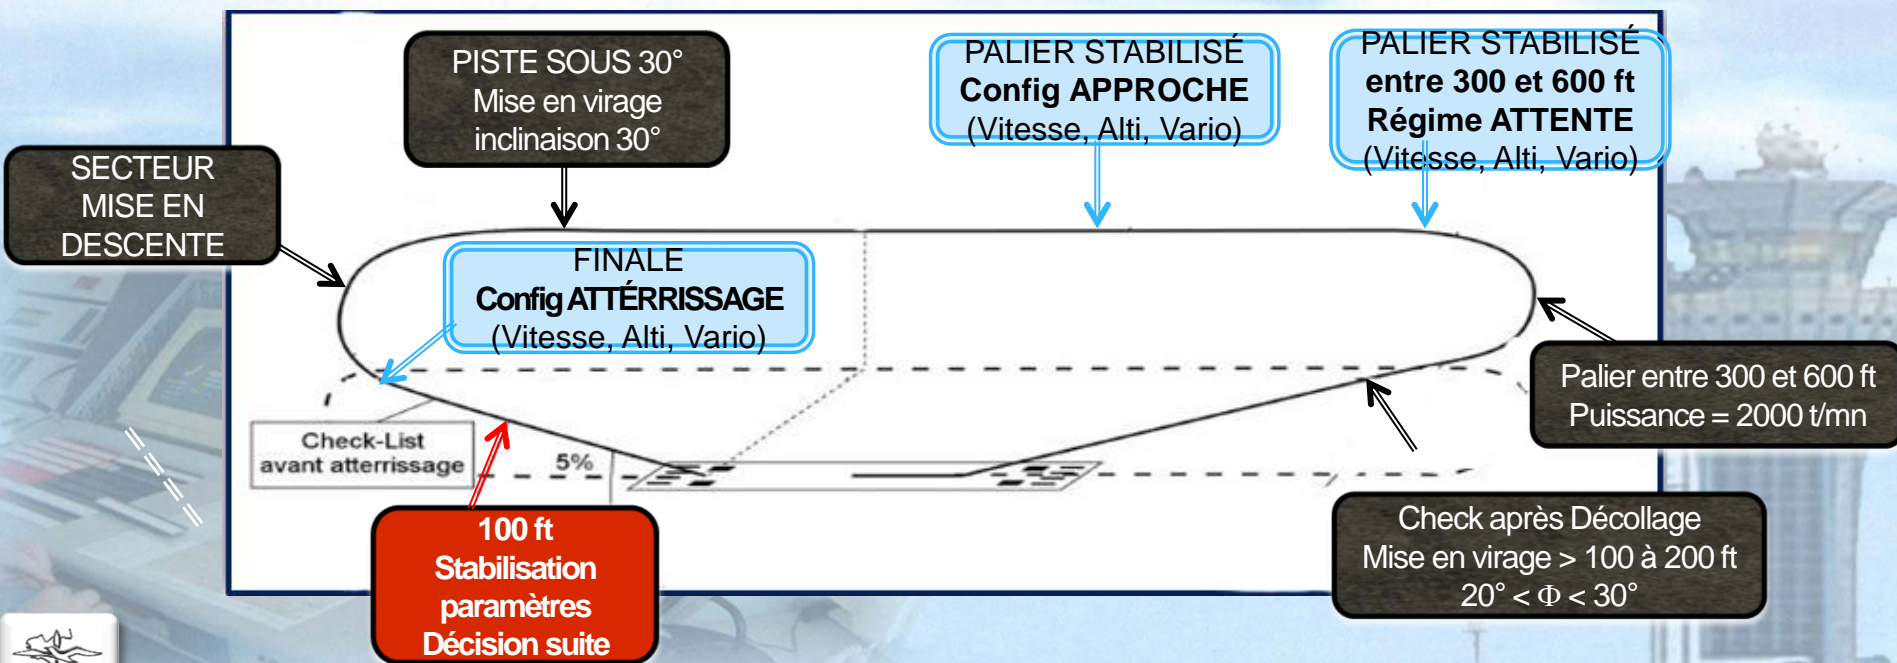 PISTE SOUS 30°
Mise en virage
inclinaison 30°
PALIER STABILISÉ
Config APPROCHE
(Vitesse, Alti, Vario)
PALIER STABILISÉ
entre 300 et 600 ft
Régime ATTENTE
(Vitesse, Alti, Vario)
SECTEUR
MISE EN
DESCENTE
FINALE
Config ATTÉRRISSAGE
(Vitesse, Alti, Vario)
Palier entre 300 et 600 ft
Puissance = 2000 t/mn
Check-List
avant atterrissage
5%
100 ft
Stabilisation
paramètres
Décision suite
Check après Décollage
Mise en virage > 100 à 200 ft
20° < Φ < 30°